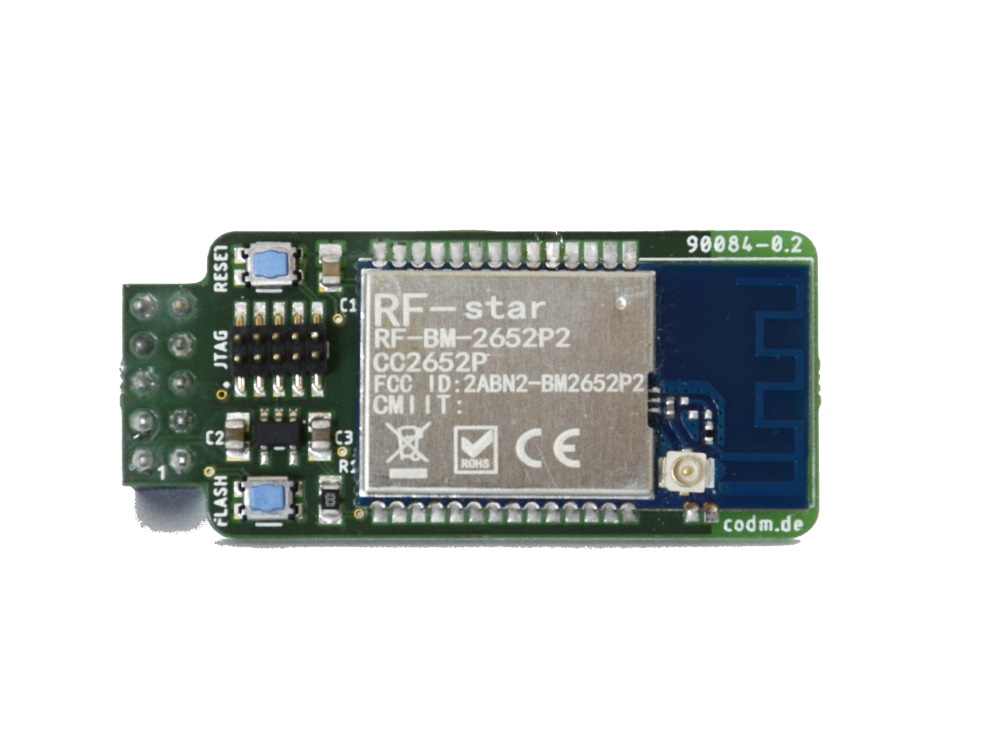 RESET
90084-0.2
C1
RF-star
RF-BM-2652P2
JTAG
CC2652P
FCC ID:2ABN2-BM2652P2
CMIIT:
C2
C3
ROHS
CE
R1
1
FLASH
codm.de